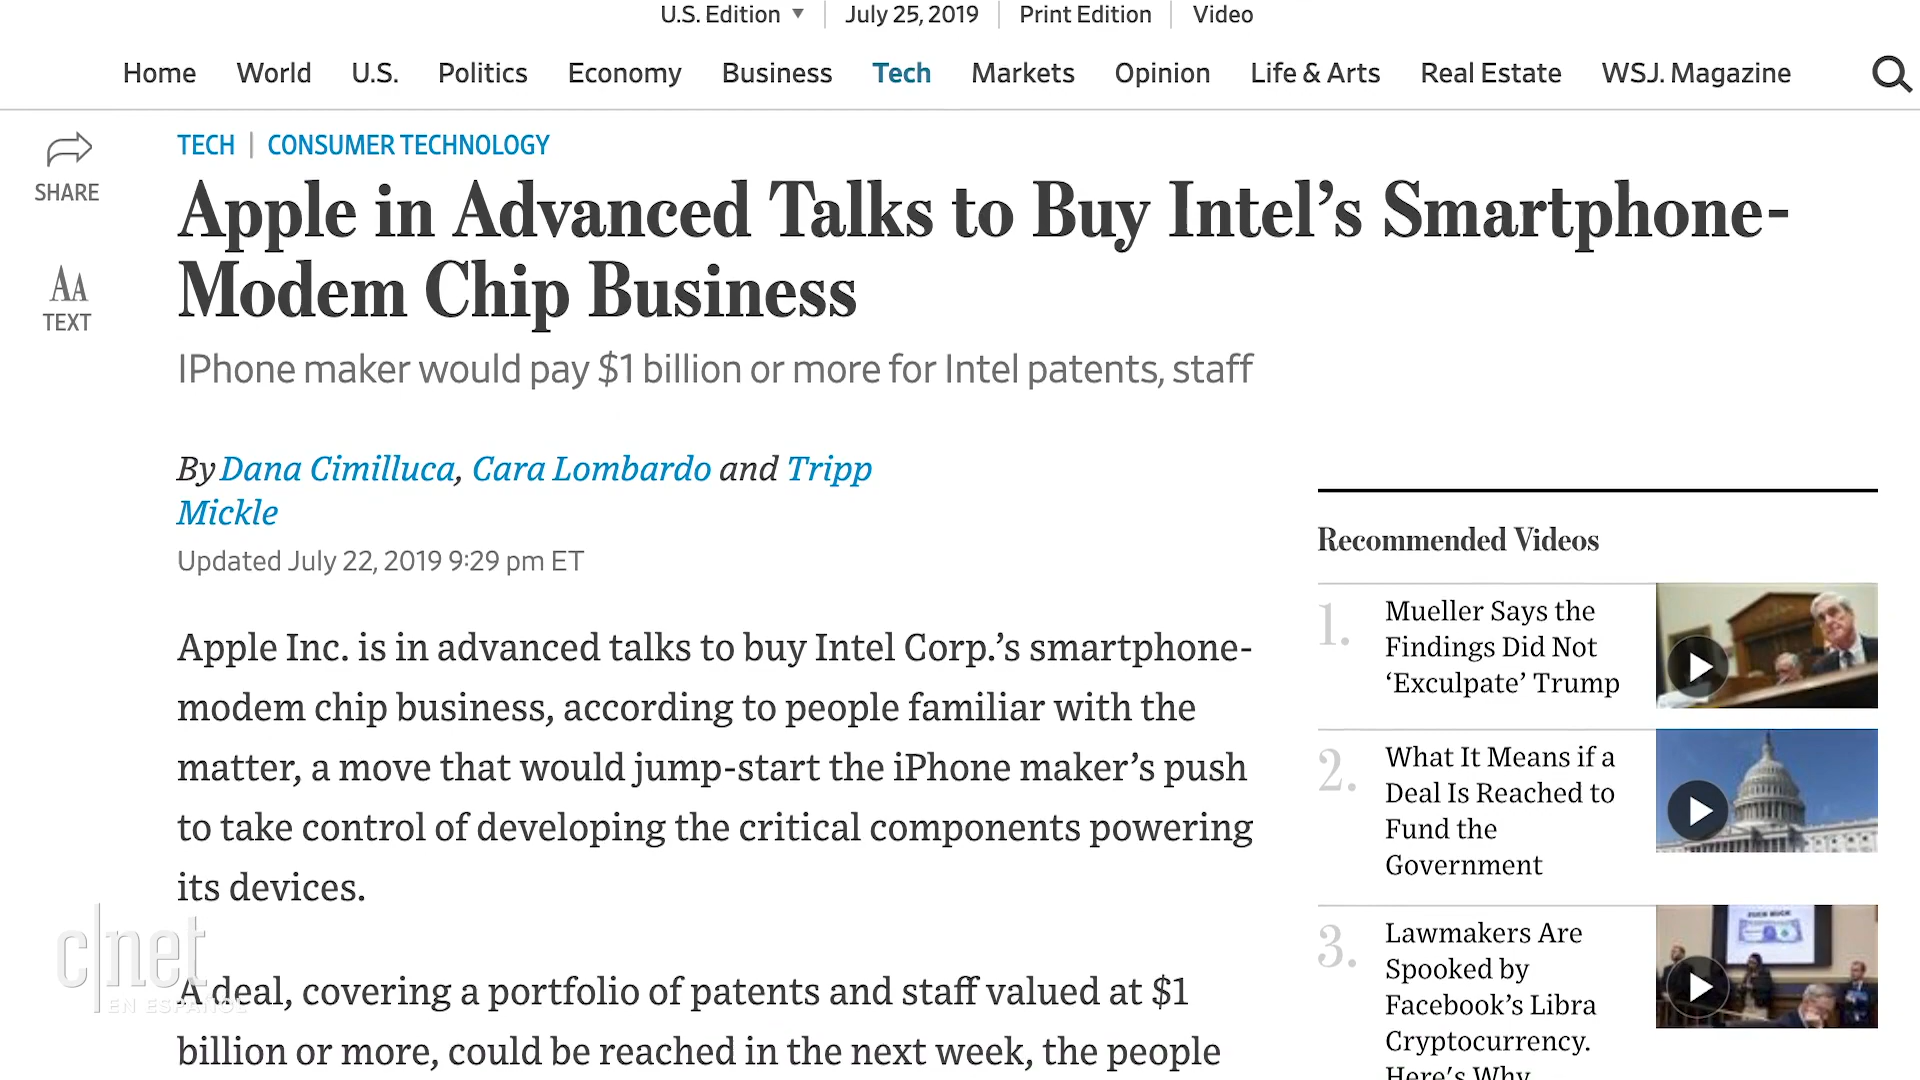 U.S. Edition ▼ July 25, 2019 Print Edition Video
Home World U.S. Politics Economy Business Tech Markets Opinion Life & Arts Real Estate WSJ. Magazine
SHARE
AA
TEXT
TECH | CONSUMER TECHNOLOGY
Apple in Advanced Talks to Buy Intel’s Smartphone-
Modem Chip Business
IPhone maker would pay $1 billion or more for Intel patents, staff
By Dana Cimilluca, Cara Lombardo and Tripp
Mickle
Updated July 22, 2019 9:29 pm ET
Apple Inc. is in advanced talks to buy Intel Corp.’s smartphone-
modem chip business, according to people familiar with the
matter, a move that would jump-start the iPhone maker’s push
to take control of developing the critical components powering
its devices.
A deal, covering a portfolio of patents and staff valued at $1
billion or more, could be reached in the next week, the people
Recommended Videos
1.
Mueller Says the
Findings Did Not
‘Exculpate’ Trump
2.
What It Means if a
Deal Is Reached to
Fund the
Government
3.
Lawmakers Are
Spooked by
Facebook’s Libra
Cryptocurrency.
Here’s Why
c|net
EN ESPAÑOL